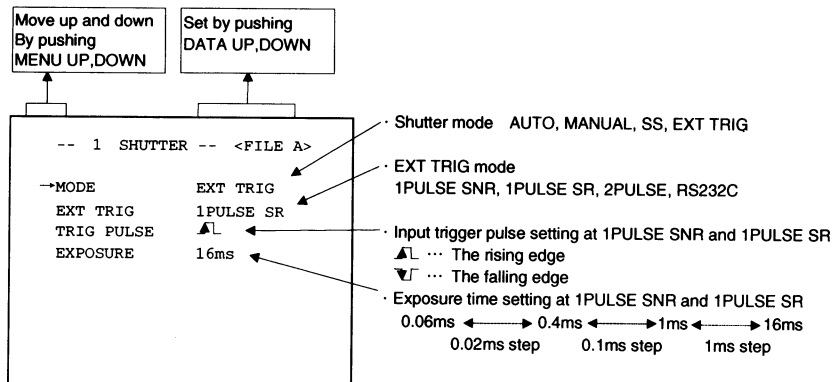 Move up and down
By pushing
MENU UP,DOWN
Set by pushing
DATA UP,DOWN
-- 1 SHUTTER -- <FILE A>
→MODE EXT TRIG
EXT TRIG 1PULSE SR
TRIG PULSE
EXPOSURE 16ms
· Shutter mode AUTO, MANUAL, SS, EXT TRIG
· EXT TRIG mode
1PULSE SNR, 1PULSE SR, 2PULSE, RS232C
· Input trigger pulse setting at 1PULSE SNR and 1PULSE SR
··· The rising edge
··· The falling edge
· Exposure time setting at 1PULSE SNR and 1PULSE SR
0.06ms 0.4ms 1ms 16ms
0.02ms step 0.1ms step 1ms step